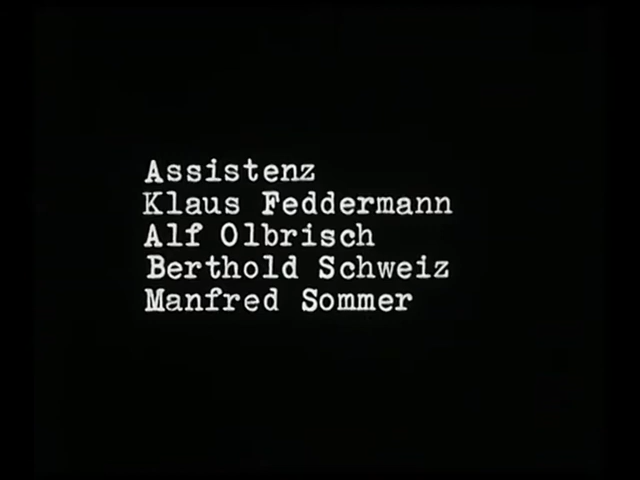 Assistenz
Klaus Feddermann
Alf Olbrisch
Berthold Schweiz
Manfred Sommer